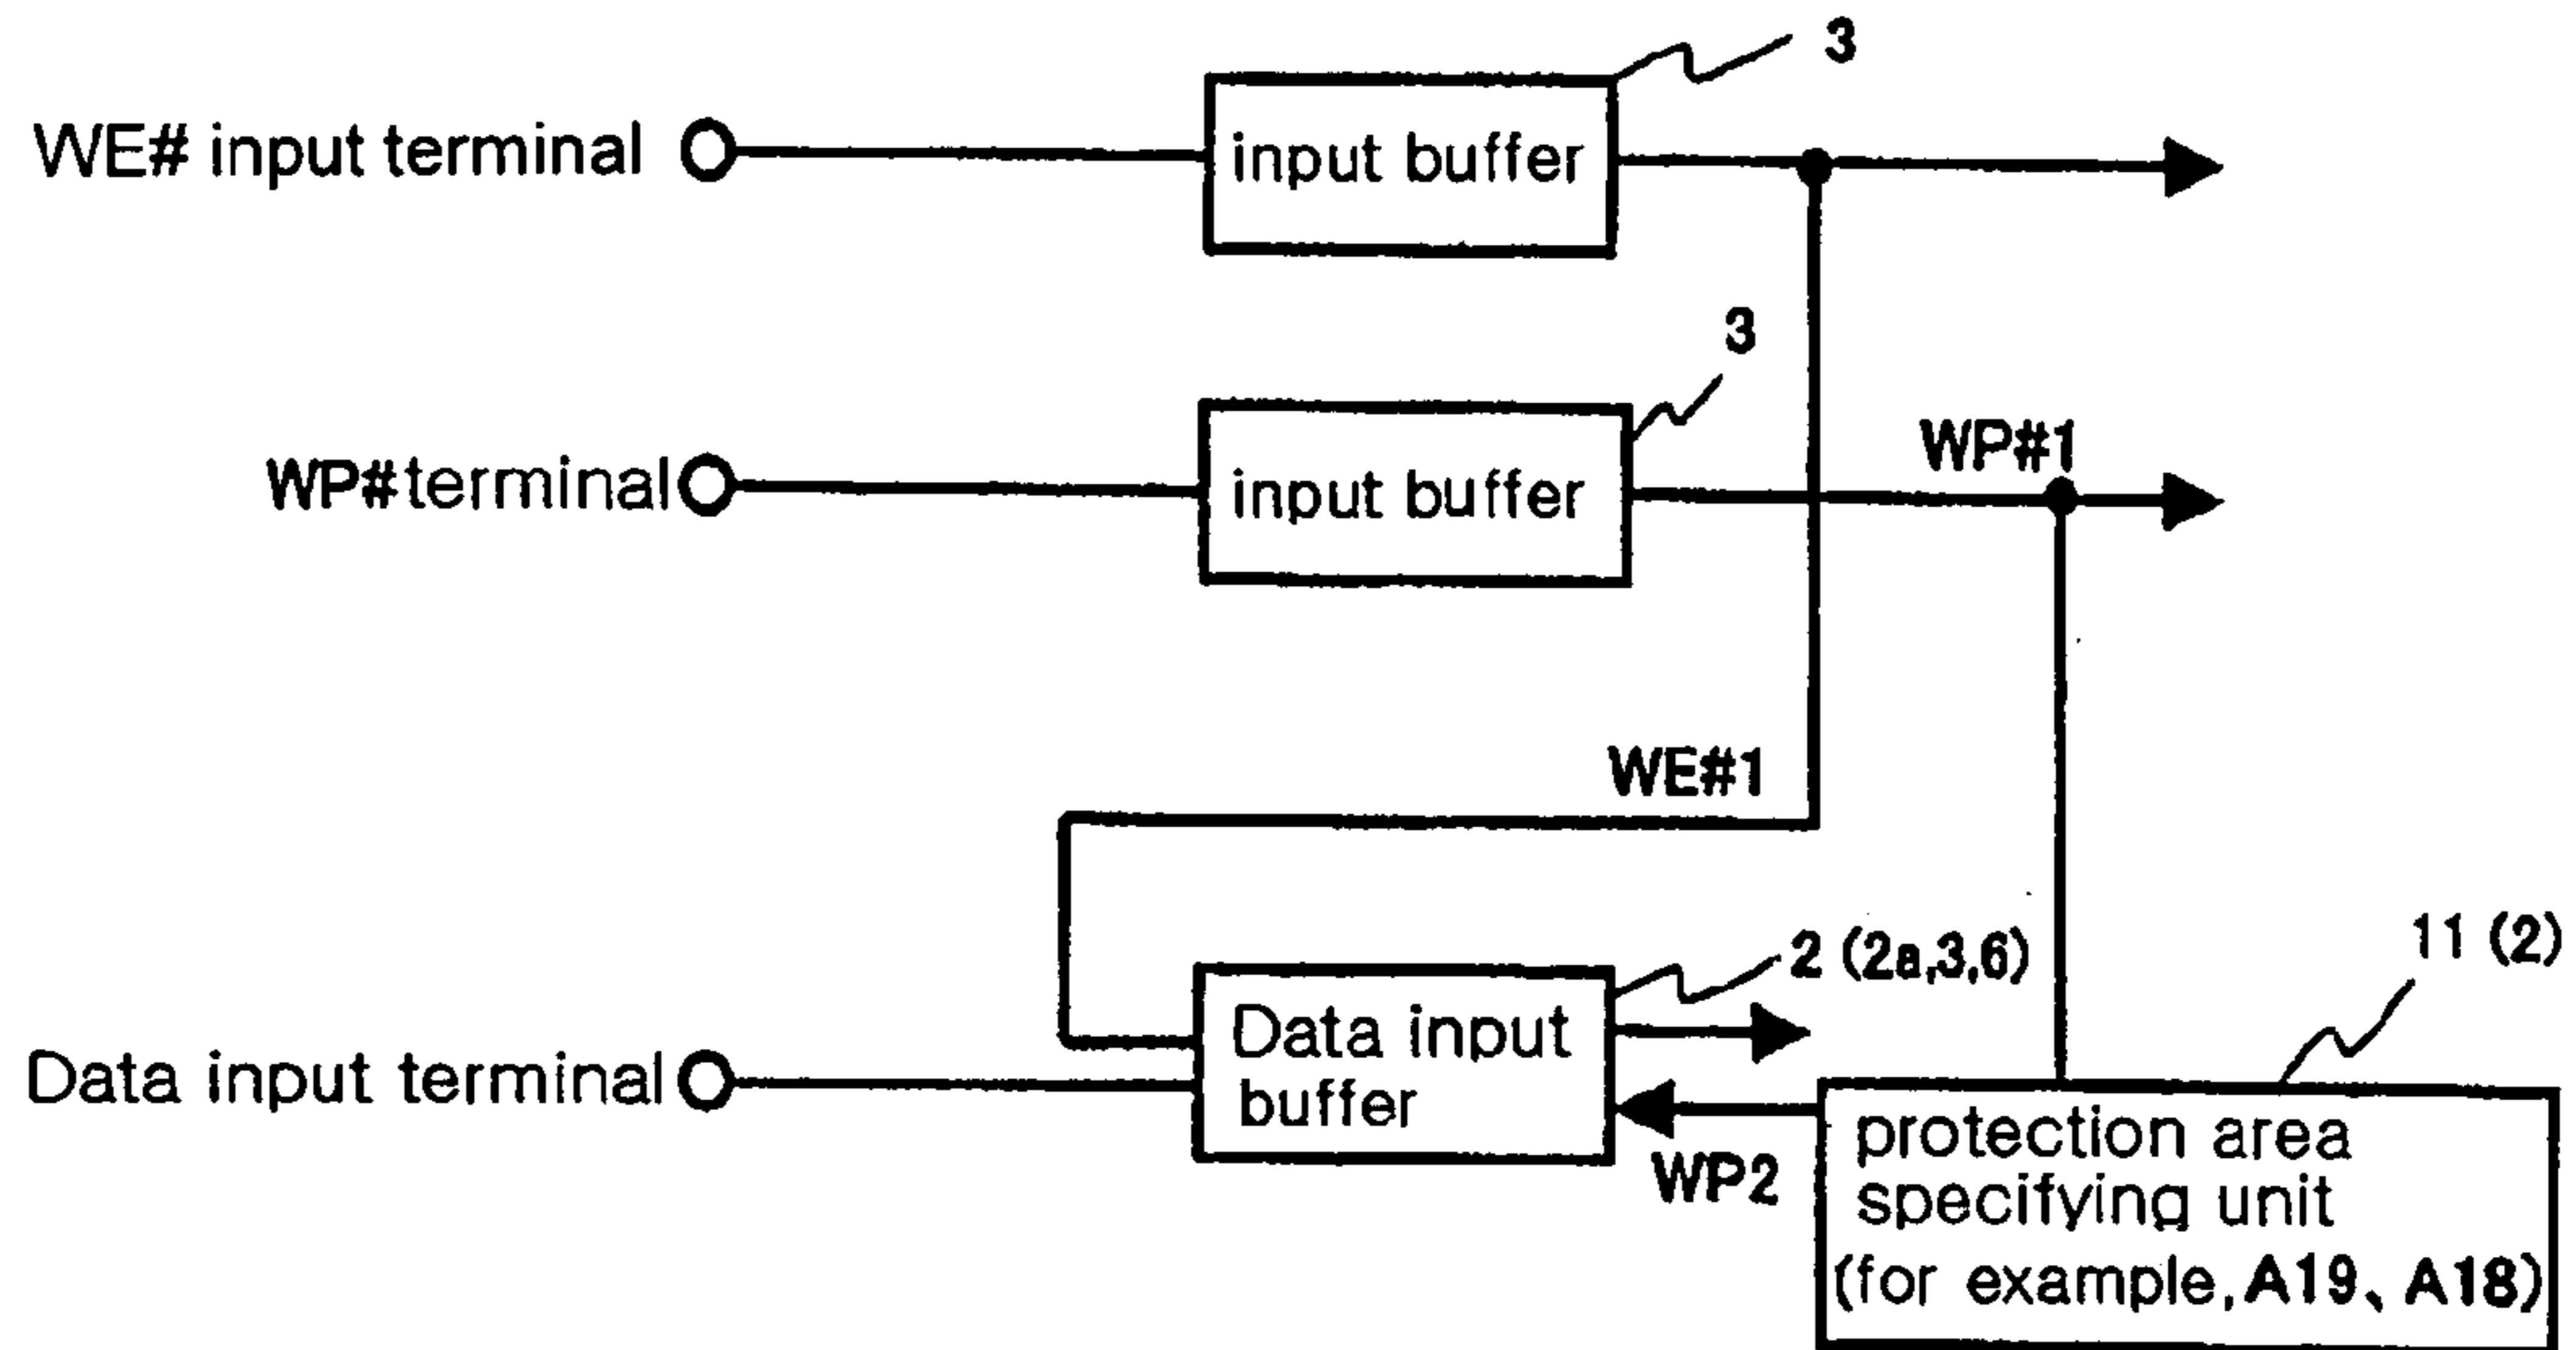 3
WE# input terminal
input buffer
3
WP#1
WP# terminal
input buffer
WE#1
11 (2)
2 (2a,3,6)
Data input terminal
Data input
buffer
WP2
protection area
specifying unit
(for example, A19、A18)